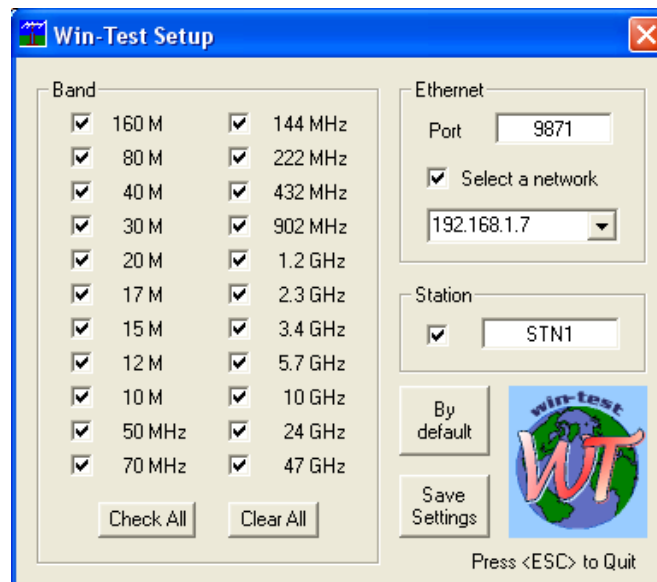 Win-Test Setup
Band
160 M
80 M
40 M
30 M
20 M
17 M
15 M
12 M
10 M
50 MHz
70 MHz
144 MHz
222 MHz
432 MHz
902 MHz
1.2 GHz
2.3 GHz
3.4 GHz
5.7 GHz
10 GHz
24 GHz
47 GHz
Check All
Clear All
Ethernet
Port
9871
Select a network
192.168.1.7
Station
STN1
By
default
Save
Settings
win-test
WT
Press <ESC> to Quit